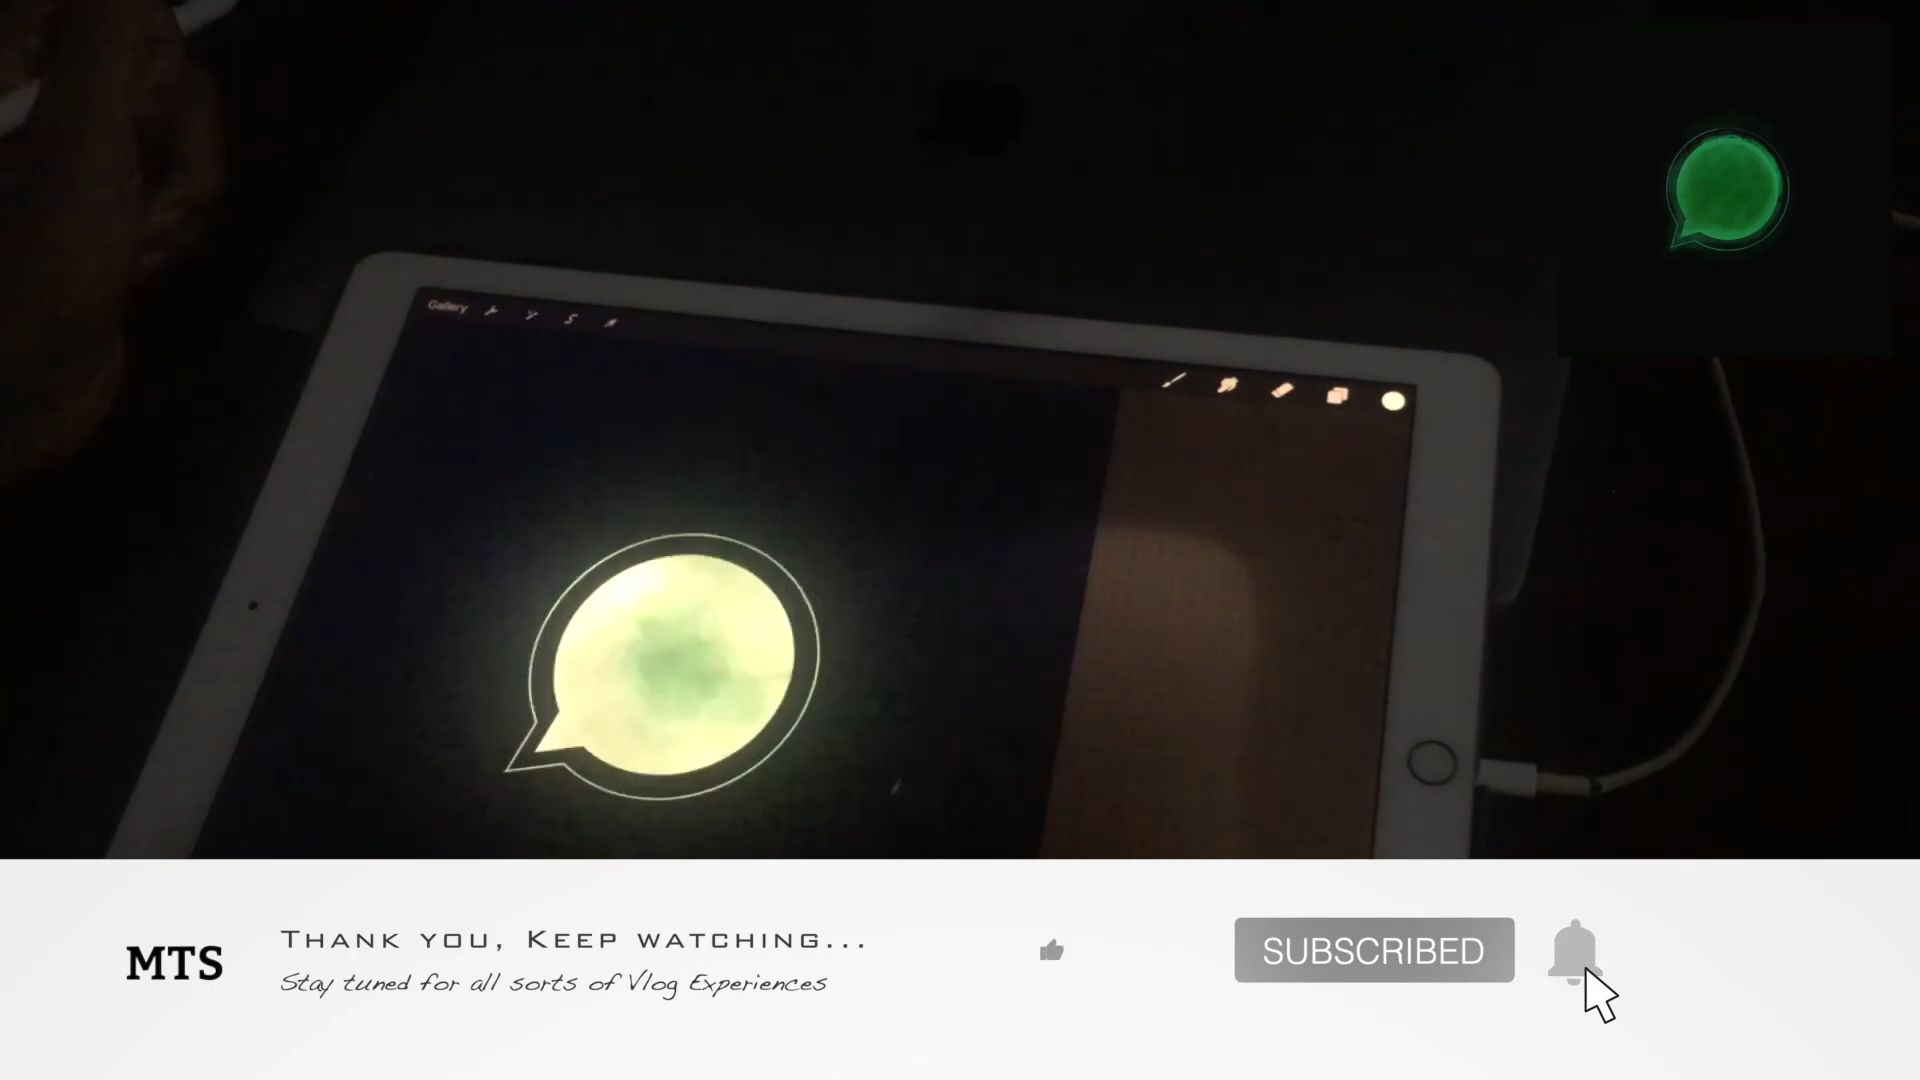 Gallery
MTS
THANK YOU, KEEP WATCHING...
Stay tuned for all sorts of Vlog Experiences
SUBSCRIBED